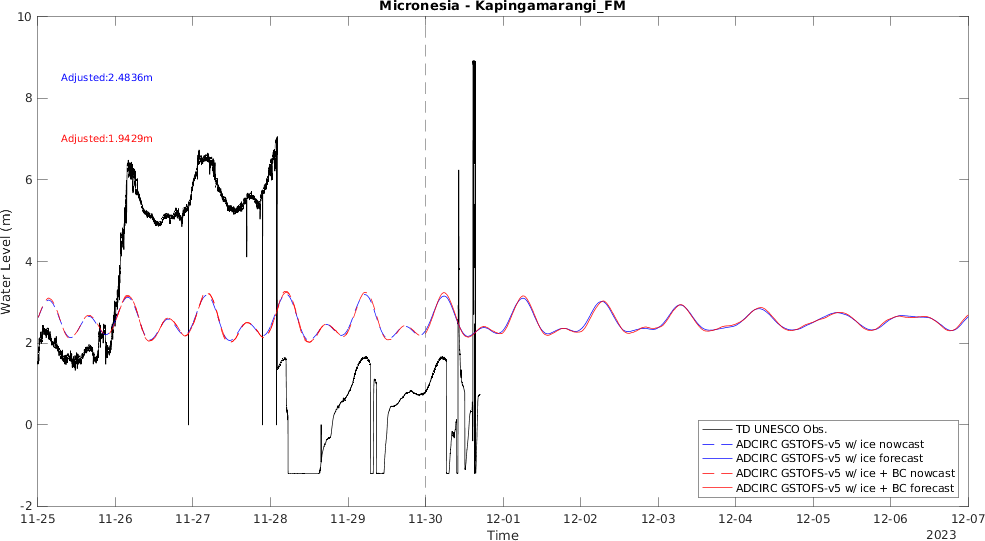 Micronesia - Kapingamarangi_FM
10
8
6
4
2
0
-2
Water Level (m)
Adjusted:2.4836m
Adjusted:1.9429m
TD UNESCO Obs.
ADCIRC GSTOFS-v5 w/ ice nowcast
ADCIRC GSTOFS-v5 w/ ice forecast
ADCIRC GSTOFS-v5 w/ ice + BC nowcast
ADCIRC GSTOFS-v5 w/ ice + BC forecast
11-25 11-26 11-27 11-28 11-29 11-30 12-01 12-02 12-03 12-04 12-05 12-06 12-07
Time
2023